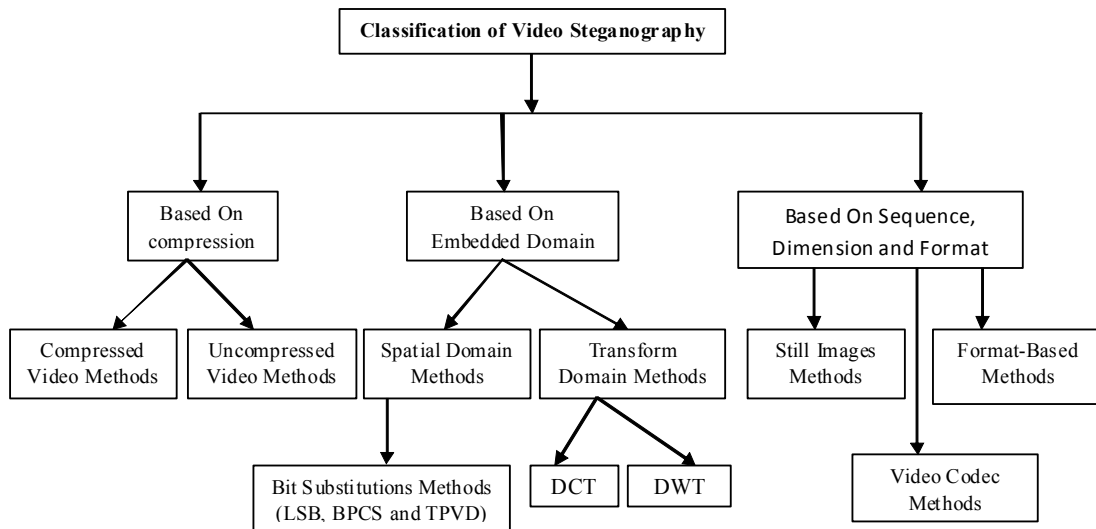 Classification of Video Steganography
Based On
compression
Based On
Embedded Domain
Based On Sequence,
Dimension and Format
Compressed
Video Methods
Uncompressed
Video Methods
Spatial Domain
Methods
Transform
Domain Methods
Still Images
Methods
Format-Based
Methods
Bit Substitutions Methods
(LSB, BPCS and TPVD)
DCT
DWT
Video Codec
Methods